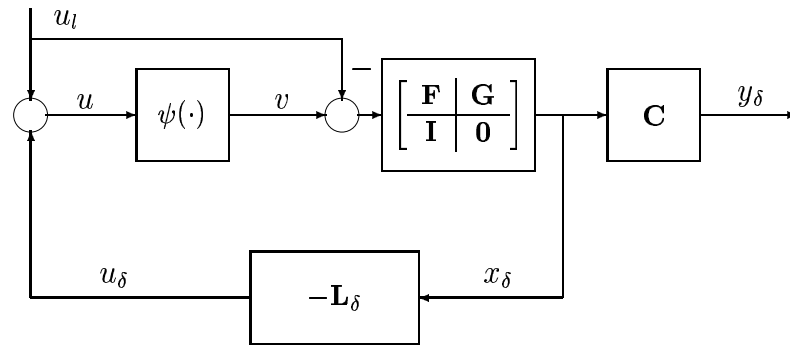 u_l
−
u
ψ(·)
v
[ F | G ]
[ I | 0 ]
C
y_δ
u_δ
−L_δ
x_δ